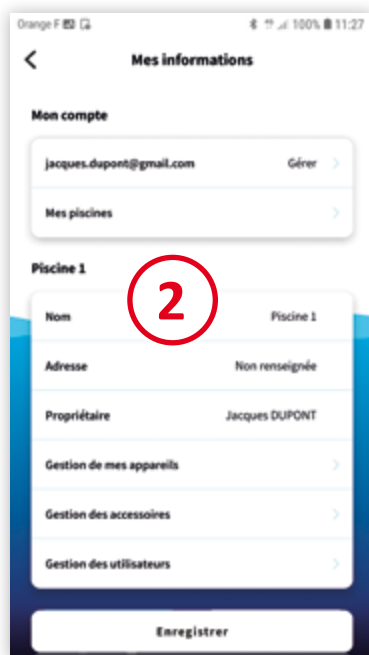 Orange F 100% 11:27
Mes informations
Mon compte
jacques.dupont@gmail.com Gérer
Mes piscines
Piscine 1
2
Nom Piscine 1
Adresse Non renseignée
Propriétaire Jacques DUPONT
Gestion de mes appareils
Gestion des accessoires
Gestion des utilisateurs
Enregistrer